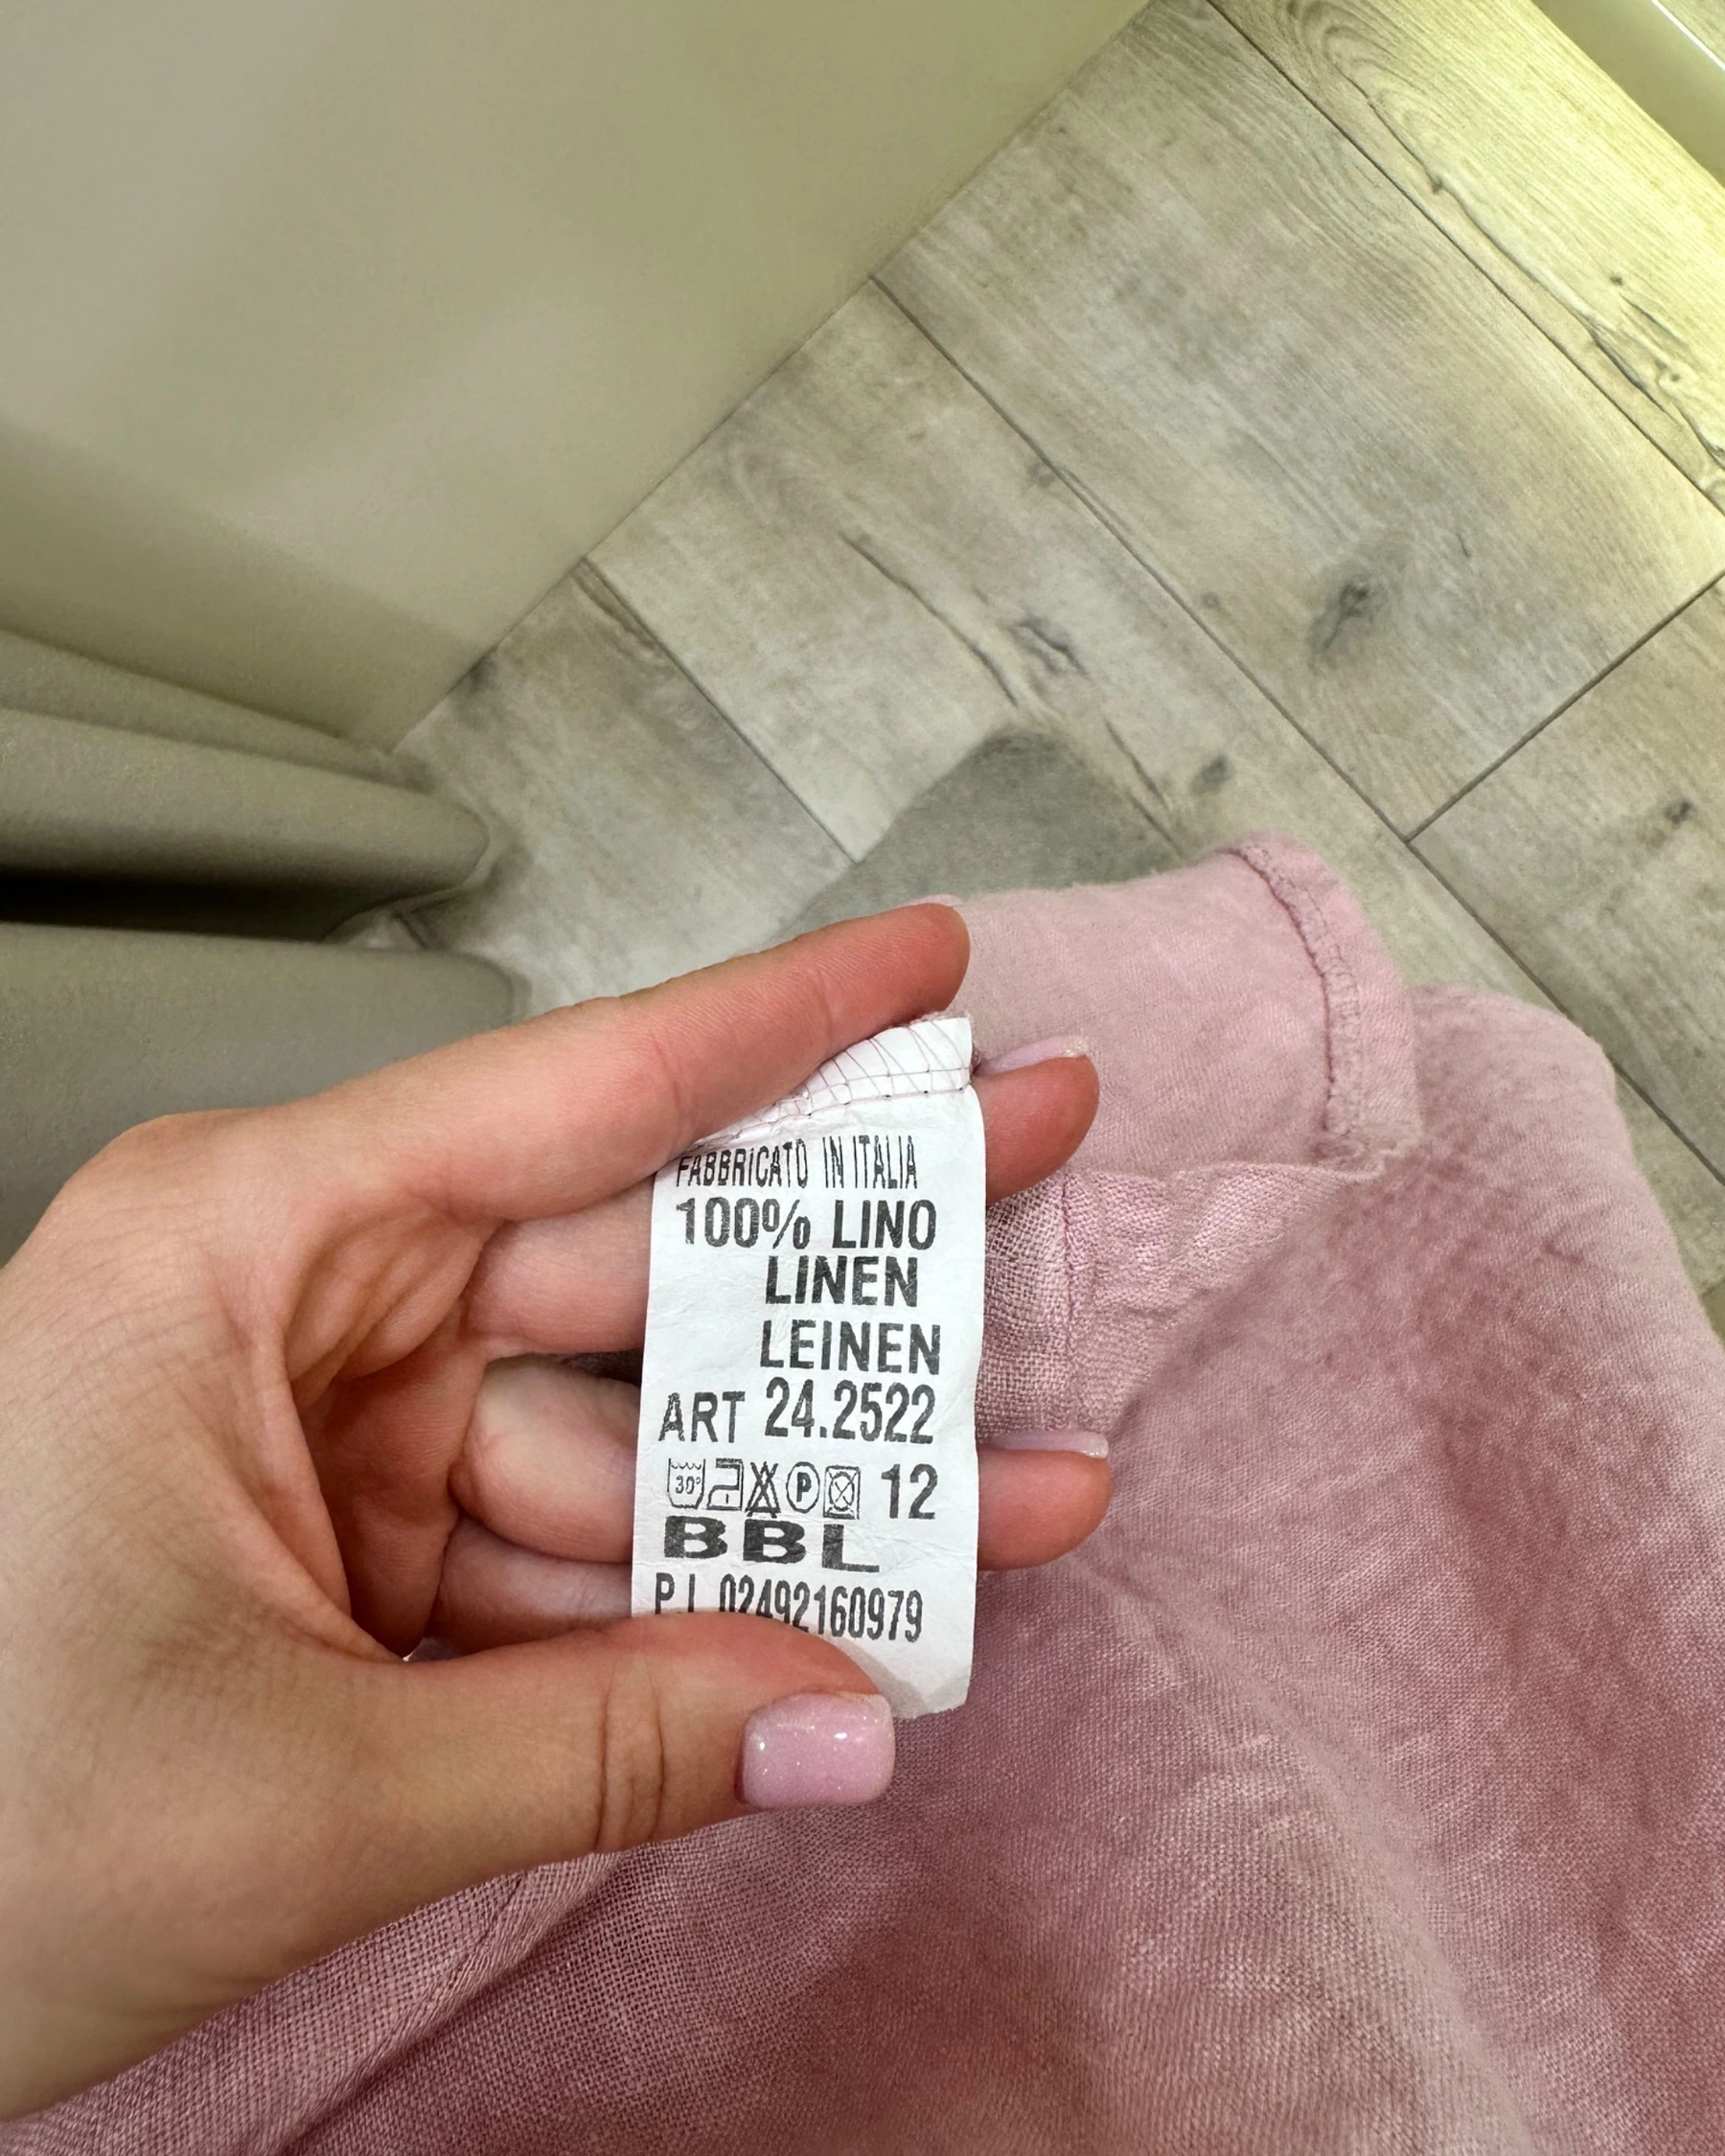 FABBRICATO IN ITALIA
100% LINO
LINEN
LEINEN
ART 24.2522
30° P 12
BBL
P.I. 02492160979